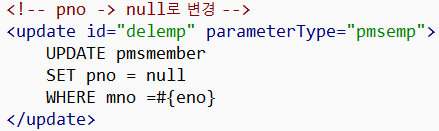 <!-- pno -> null로 변경 -->
<update id="delemp" parameterType="pmsemp">
    UPDATE pmsmember
    SET pno = null
    WHERE mno =#{eno}
</update>